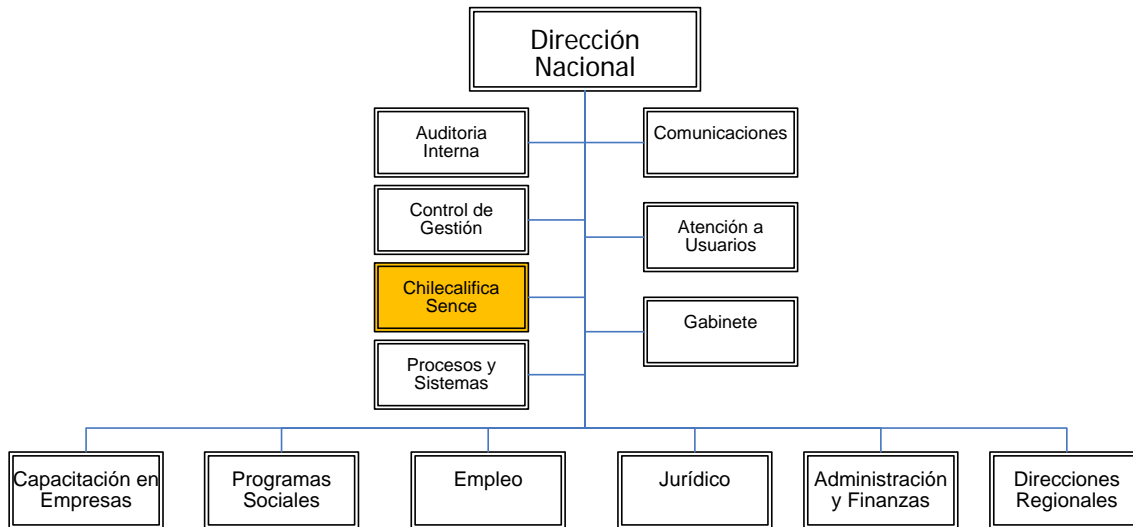 Dirección
Nacional
Auditoria
Interna
Comunicaciones
Control de
Gestión
Atención a
Usuarios
Chilecalifica
Sence
Gabinete
Procesos y
Sistemas
Capacitación en
Empresas
Programas
Sociales
Empleo
Jurídico
Administración
y Finanzas
Direcciones
Regionales